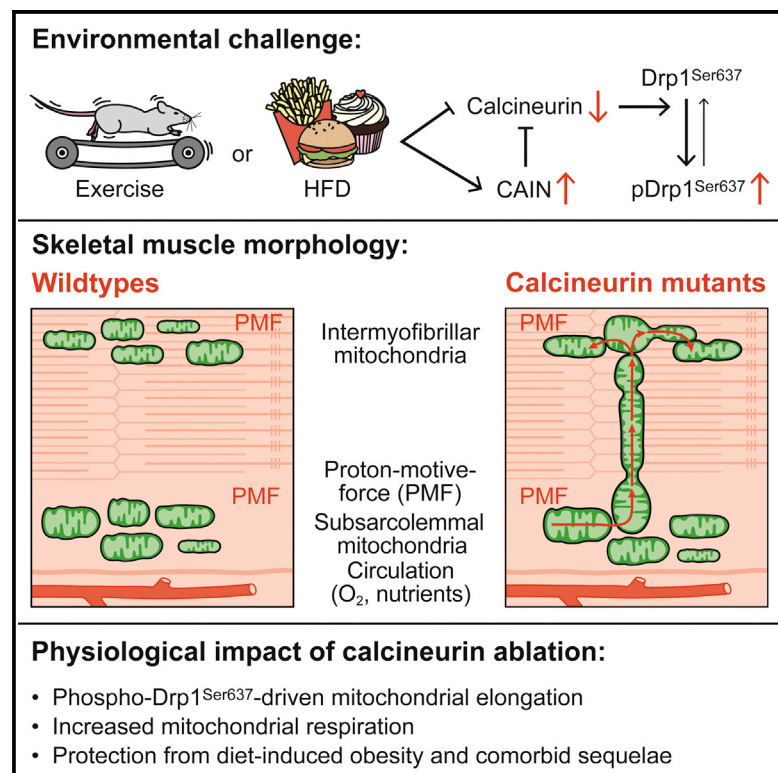 Environmental challenge:
Exercise
or
HFD
Calcineurin
CAIN
Drp1Ser637
pDrp1Ser637
Skeletal muscle morphology:
Wildtypes
Calcineurin mutants
PMF
PMF
Intermyofibrillar
mitochondria
Proton-motive-
force (PMF)
Subsarcolemmal
mitochondria
Circulation
(O₂, nutrients)
PMF
PMF
Physiological impact of calcineurin ablation:
• Phospho-Drp1Ser637-driven mitochondrial elongation
• Increased mitochondrial respiration
• Protection from diet-induced obesity and comorbid sequelae